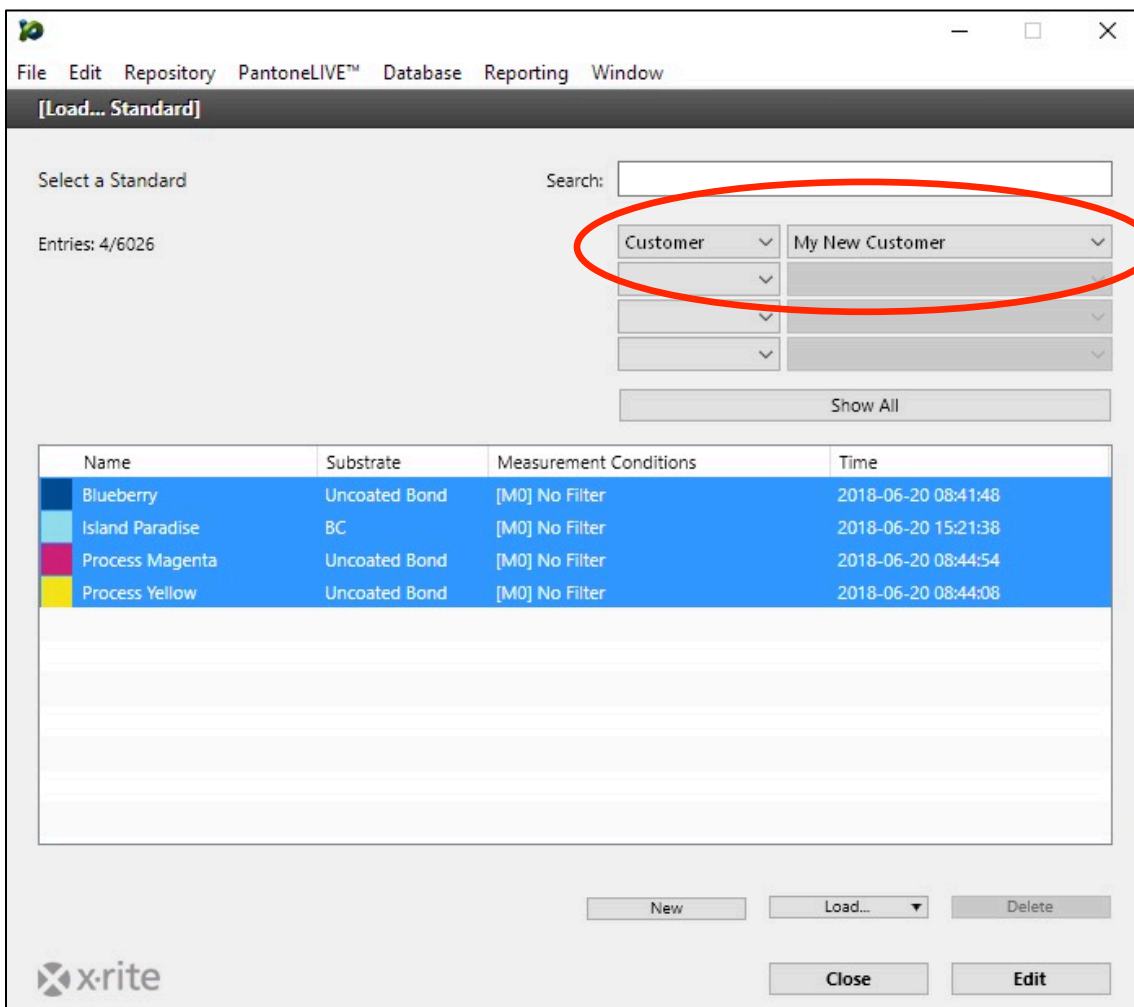 File Edit Repository PantoneLIVE™ Database Reporting Window
[Load... Standard]
Select a Standard Search:
Entries: 4/6026 Customer My New Customer
Show All
Name Substrate Measurement Conditions Time
Blueberry Uncoated Bond [M0] No Filter 2018-06-20 08:41:48
Island Paradise BC [M0] No Filter 2018-06-20 15:21:38
Process Magenta Uncoated Bond [M0] No Filter 2018-06-20 08:44:54
Process Yellow Uncoated Bond [M0] No Filter 2018-06-20 08:44:08
New Load... Delete
x·rite Close Edit